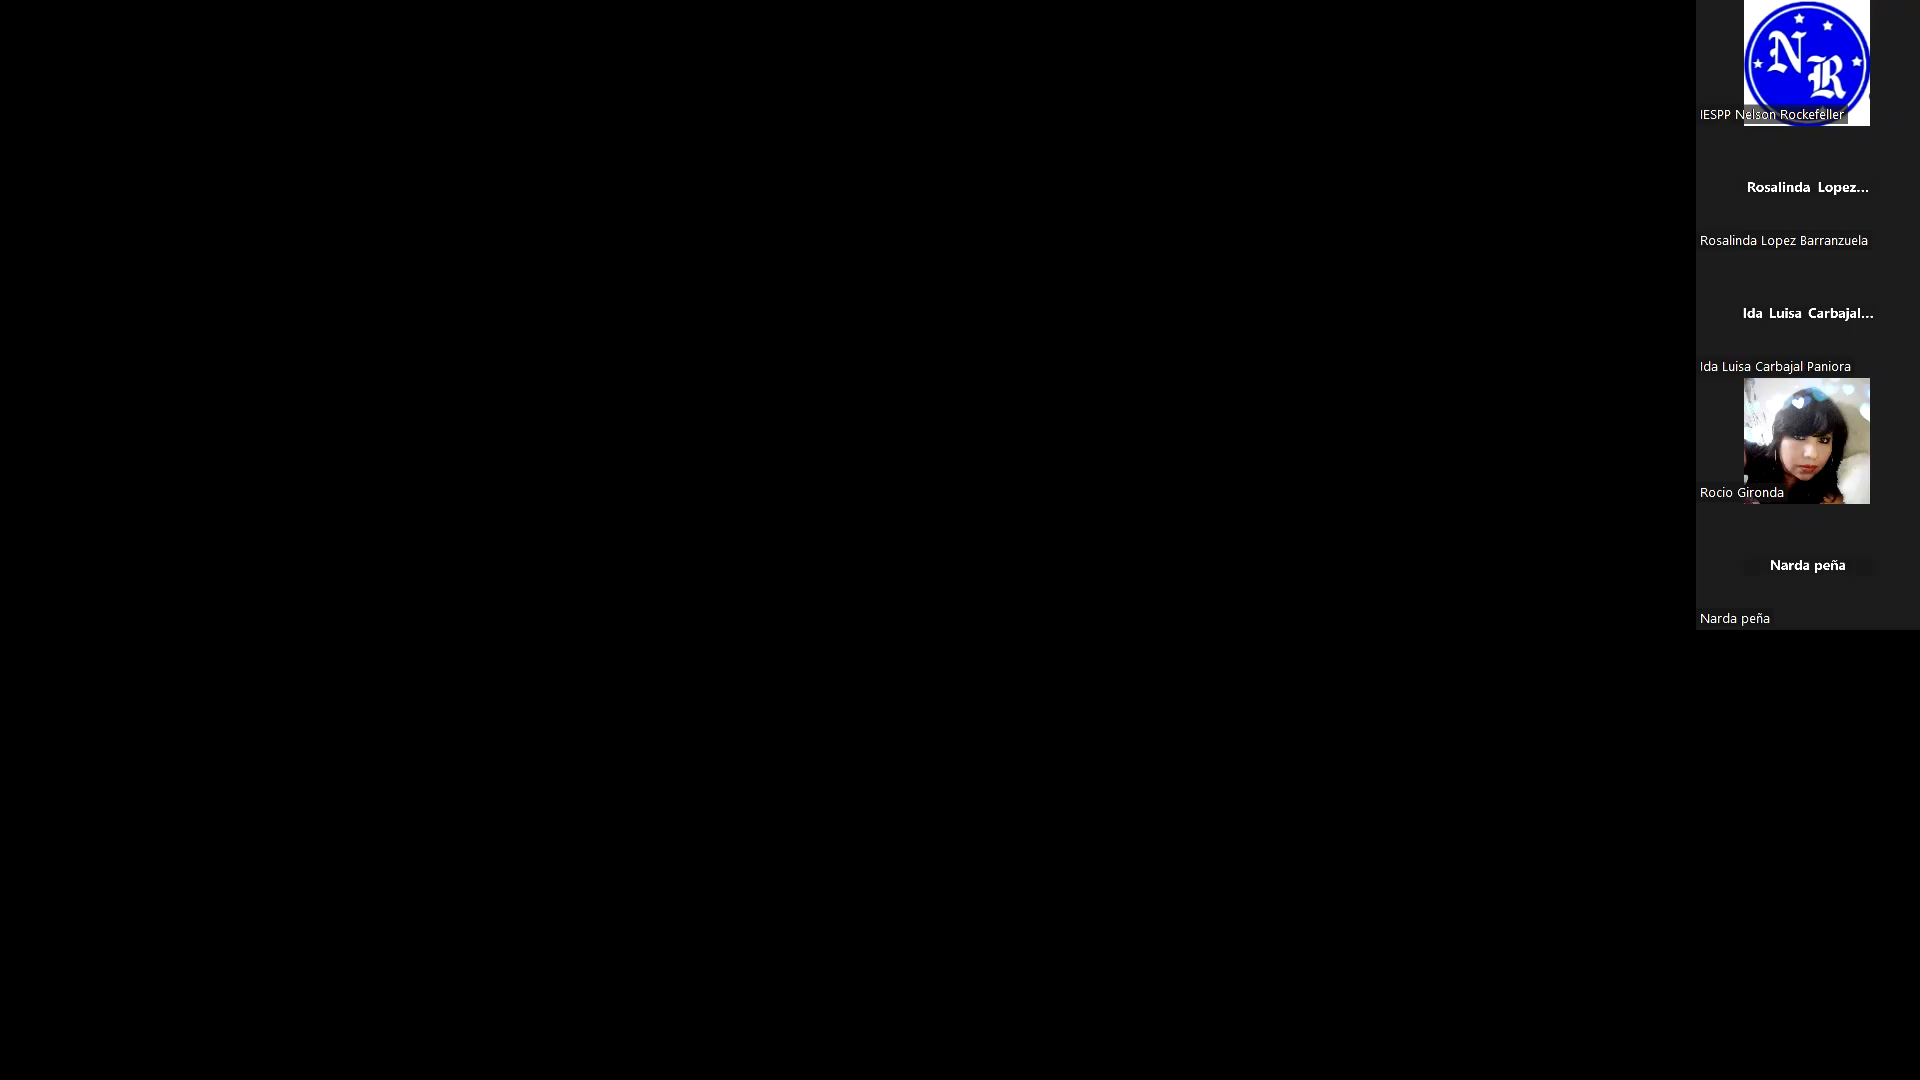 N
R
IESPP Nelson Rockefeller
Rosalinda Lopez...
Rosalinda Lopez Barranzuela
Ida Luisa Carbajal...
Ida Luisa Carbajal Paniora
Rocio Gironda
Narda peña
Narda peña